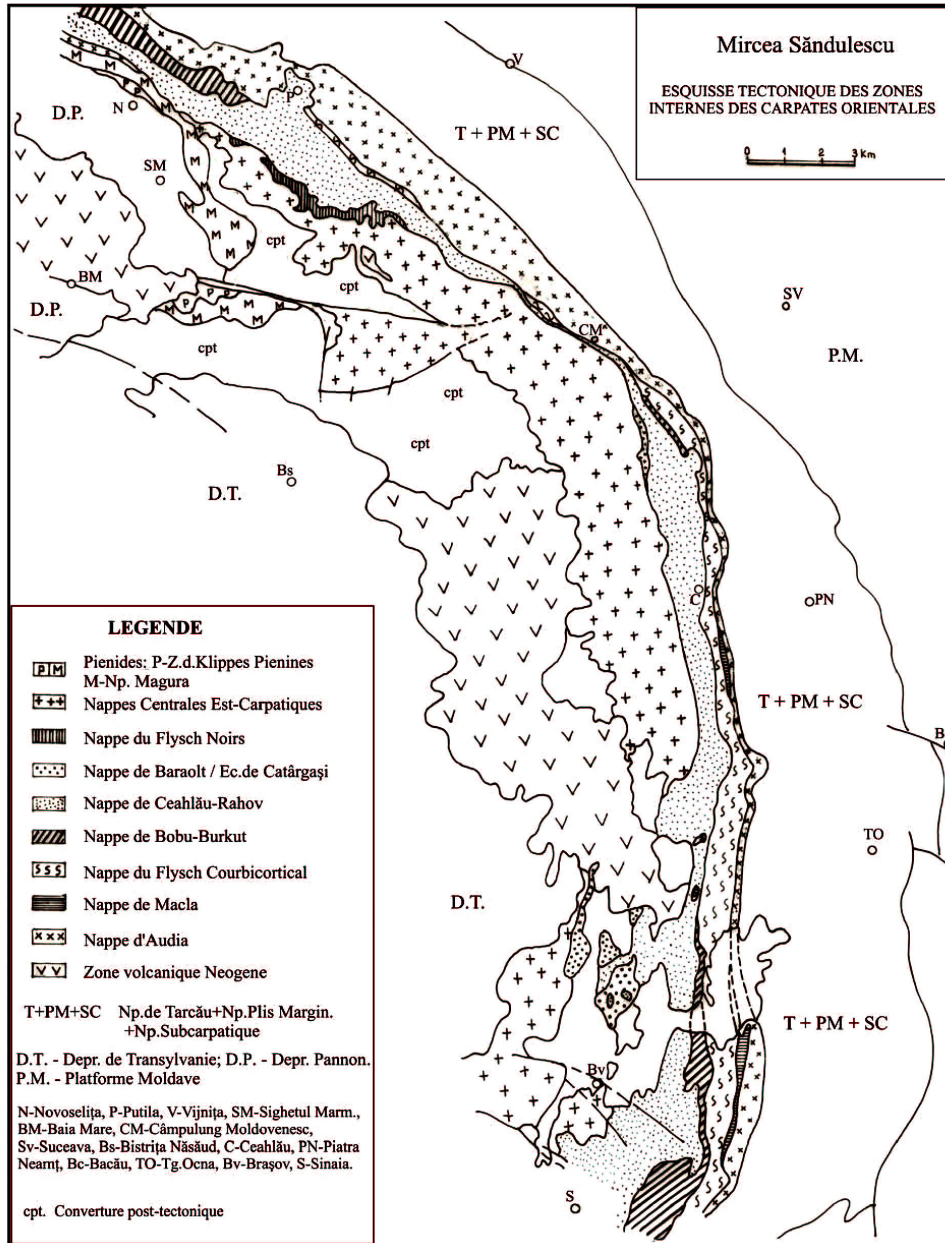 Mircea Săndulescu
ESQUISSE TECTONIQUE DES ZONES
INTERNES DES CARPATES ORIENTALES
0 1 2 3 Km
V
P
N
D.P.
T + PM + SC
SM
cpt
V
BM
P P
cpt
SV
D.P.
CM
P.M.
cpt
cpt
cpt
Bs
D.T.
C
PN
T + PM + SC
B
TO
D.T.
T + PM + SC
Bv
S
LEGENDE
P M Pienides: P-Z.d.Klippes Pienines
M-Np. Magura
Nappes Centrales Est-Carpatiques
Nappe du Flysch Noirs
Nappe de Baraolt / Ec.de Catârgaşi
Nappe de Ceahlău-Rahov
Nappe de Bobu-Burkut
Nappe du Flysch Courbicortical
Nappe de Macla
Nappe d'Audia
Zone volcanique Neogene
T+PM+SC Np.de Tarcău+Np.Plis Margin.
+Np.Subcarpatique
D.T. - Depr. de Transylvanie; D.P. - Depr. Pannon.
P.M. - Platforme Moldave
N-Novoseliţa, P-Putila, V-Vijniţa, SM-Sighetul Marm.,
BM-Baia Mare, CM-Câmpulung Moldovenesc,
Sv-Suceava, Bs-Bistriţa Năsăud, C-Ceahlău, PN-Piatra
Neamţ, Bc-Bacău, TO-Tg.Ocna, Bv-Braşov, S-Sinaia.
cpt. Converture post-tectonique